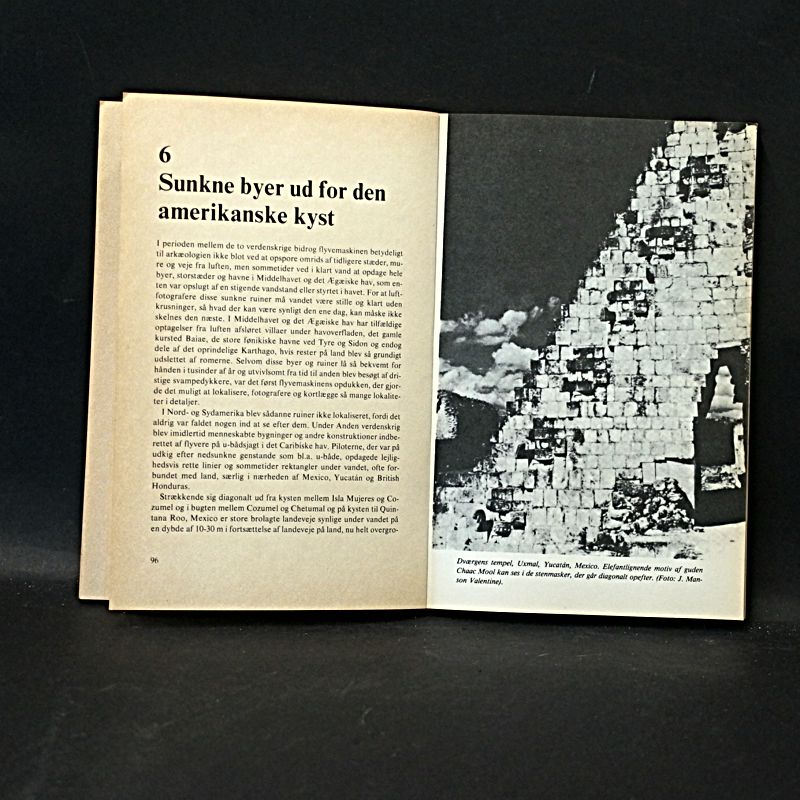 6
Sunkne byer ud for den
amerikanske kyst
I perioden mellem de to verdenskrige bidrog flyvemaskinen betydeligt
til arkæologien ikke blot ved at opspore omrids af tidligere stæder, mu-
re og veje fra luften, men sommetider ved i klart vand at opdage hele
byer, storstæder og havne i Middelhavet og det Ægæiske hav, som en-
ten var opslugt af en stigende vandstand eller styrtet i havet. For at luft-
fotografere disse sunkne ruiner må vandet være stille og klart uden
krusninger, så hvad der kan være synligt den ene dag, kan måske ikke
skelnes den næste. I Middelhavet og det Ægæiske hav har tilfældige
optagelser fra luften afsløret villaer under havoverfladen, det gamle
kursted Baiae, de store fønikiske havne ved Tyre og Sidon og endog
dele af det oprindelige Karthago, hvis rester på land blev så grundigt
udslettet af romerne. Selvom disse byer og ruiner lå så bekvemt for
hånden i tusinder af år og utvivlsomt fra tid til anden blev besøgt af dri-
stige svampedykkere, var det først flyvemaskinens opdukken, der gjor-
de det muligt at lokalisere, fotografere og kortlægge så mange lokalite-
ter i detaljer.
I Nord- og Sydamerika blev sådanne ruiner ikke lokaliseret, fordi det
aldrig var faldet nogen ind at se efter dem. Under Anden verdenskrig
blev imidlertid menneskabte bygninger og andre konstruktioner indbe-
rettet af flyvere på u-bådsjagt i det Caribiske hav. Piloterne, der var på
udkig efter bevægelige genstande som bl.a. u-både, opdagede lejlig-
hedsvis rette linier og sommetider rektangler under vandet, ofte for-
bundet med land, særlig i nærheden af Mexico, Yucatán og British
Honduras.
Strækkende sig diagonalt ud fra kysten mellem Isla Mujeres og Co-
zumel og i bugten mellem Cozumel og Chetumal og på kysten til Quin-
tana Roo, Mexico er store brolagte landeveje synlige under vandet på
en dybde af 10-30 m i fortsættelse af landeveje på land, nu helt overgro-
96
Dværgens tempel, Uxmal, Yucatán, Mexico. Elefantlignende motiv af guden
Chaac Mool kan ses i de stenmasker, der går diagonalt opefter. (Foto: J. Man-
son Valentine).